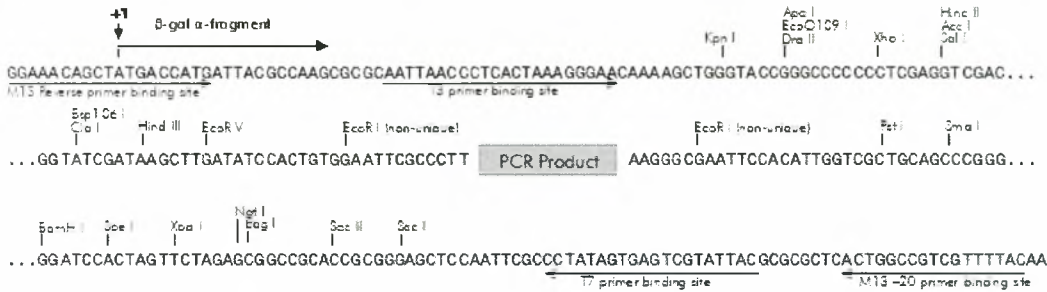 +1
β-gal α-fragment
Apa I Hinc II
EcoO109 I Acc I
Kpn I Dra II Xho I Sal I
GGAAACAGCTATGACCATGATTACGCCAAGCGCGCAATTAACCCTCACTAAAGGGAACAAAAGCTGGGTACCGGGCCCCCCCTCGAGGTCGAC...
M13 Reverse primer binding site T3 primer binding site
Bsp106 I
Cla I Hind III EcoR V EcoR I (non-unique) EcoR I (non-unique) Pst I Sma I
...GGTATCGATAAGCTTGATATCCACTGTGGAATTCGCCCTT PCR Product AAGGGCGAATTCCACATTGGTCGCTGCAGCCCGGG...
Not I
BamH I Spe I Xba I Eag I Sac II Sac I
...GGATCCACTAGTTCTAGAGCGGCCGCACCGCGGGAGCTCCAATTCGCCCTATAGTGAGTCGTATTACGCGCGCTCACTGGCCGTCGTTTTACAA
T7 primer binding site M13 -20 primer binding site